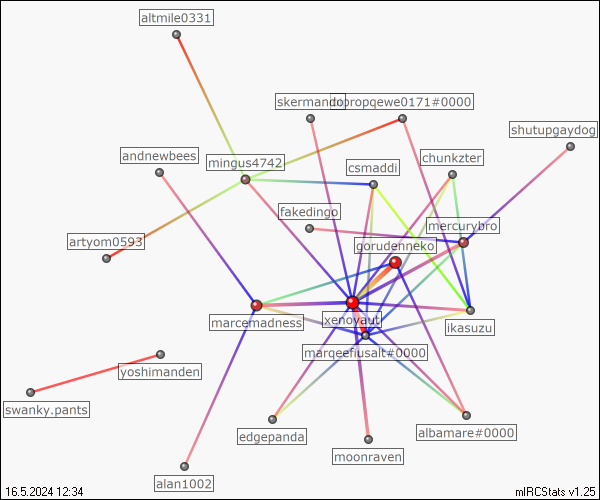 altmile0331
skermando
opropqewe0171#0000
shutupgaydog
andnewbees
mingus4742
csmaddi
chunkzter
fakedingo
mercurybro
artyom0593
gorudenneko
marcemadness
xenoyaut
ikasuzu
marqeefiusalt#0000
yoshimanden
swanky.pants
edgepanda
albamare#0000
moonraven
alan1002
16.5.2024 12:34
mIRCStats v1.25